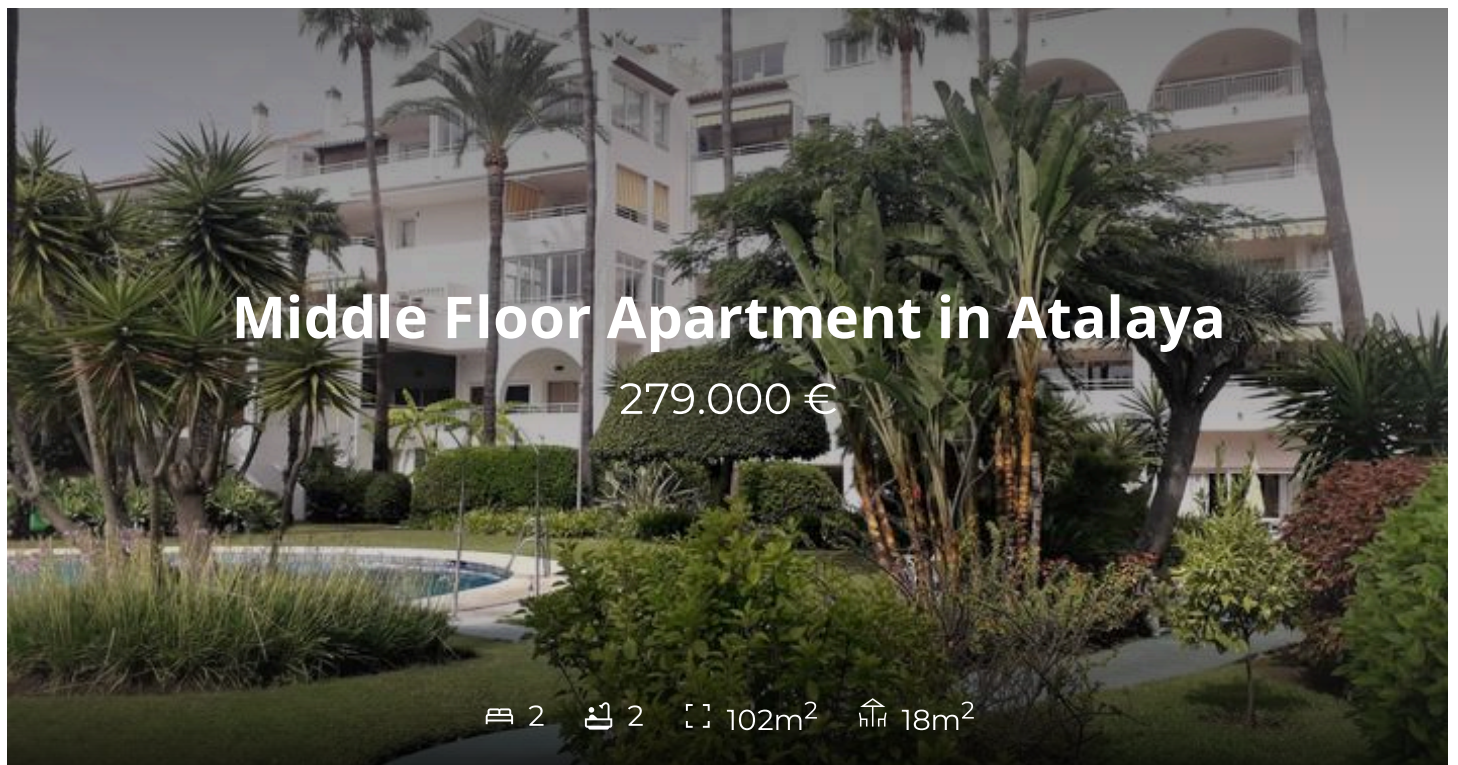 Middle Floor Apartment in Atalaya
279.000 €
2 2 102m² 18m²